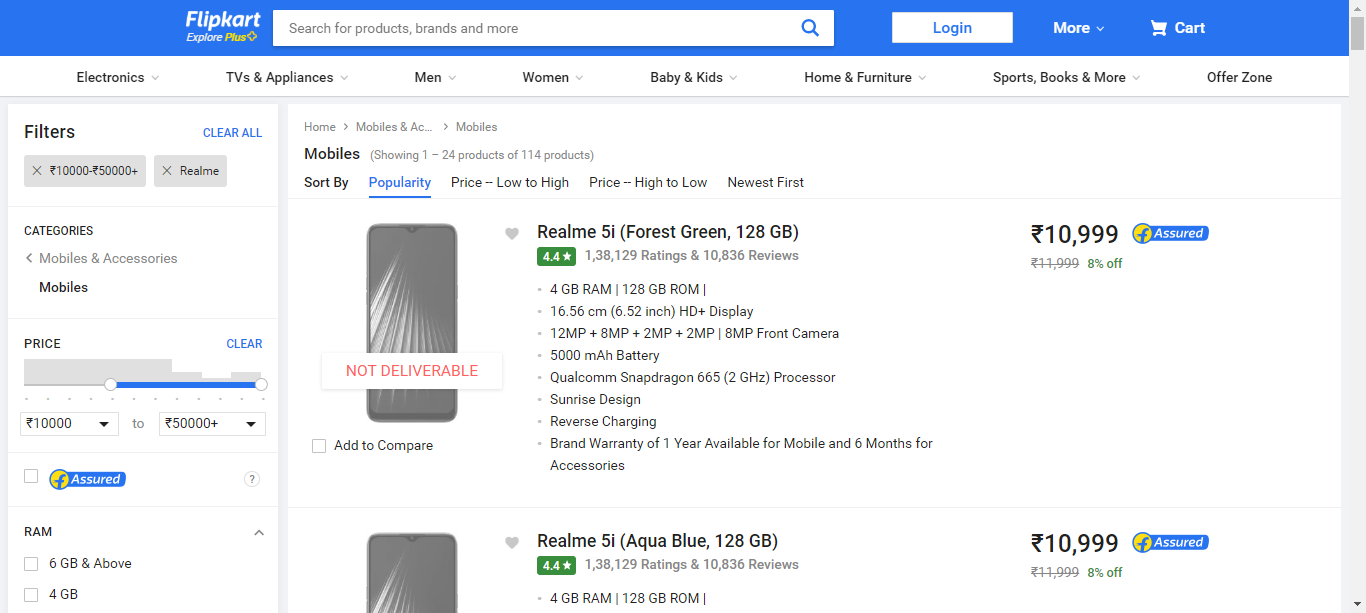 Flipkart
Explore Plus
Search for products, brands and more
Login
More
Cart
Electronics
TVs & Appliances
Men
Women
Baby & Kids
Home & Furniture
Sports, Books & More
Offer Zone
Filters
CLEAR ALL
₹10000-₹50000+
Realme
CATEGORIES
Mobiles & Accessories
Mobiles
PRICE
CLEAR
₹10000
to
₹50000+
f Assured
?
RAM
6 GB & Above
4 GB
Home
Mobiles & Ac...
Mobiles
Mobiles (Showing 1 – 24 products of 114 products)
Sort By
Popularity
Price -- Low to High
Price -- High to Low
Newest First
NOT DELIVERABLE
Add to Compare
Realme 5i (Forest Green, 128 GB)
4.4 ★ 1,38,129 Ratings & 10,836 Reviews
4 GB RAM | 128 GB ROM |
16.56 cm (6.52 inch) HD+ Display
12MP + 8MP + 2MP + 2MP | 8MP Front Camera
5000 mAh Battery
Qualcomm Snapdragon 665 (2 GHz) Processor
Sunrise Design
Reverse Charging
Brand Warranty of 1 Year Available for Mobile and 6 Months for
Accessories
₹10,999
f Assured
₹11,999 8% off
Realme 5i (Aqua Blue, 128 GB)
4.4 ★ 1,38,129 Ratings & 10,836 Reviews
4 GB RAM | 128 GB ROM |
₹10,999
f Assured
₹11,999 8% off